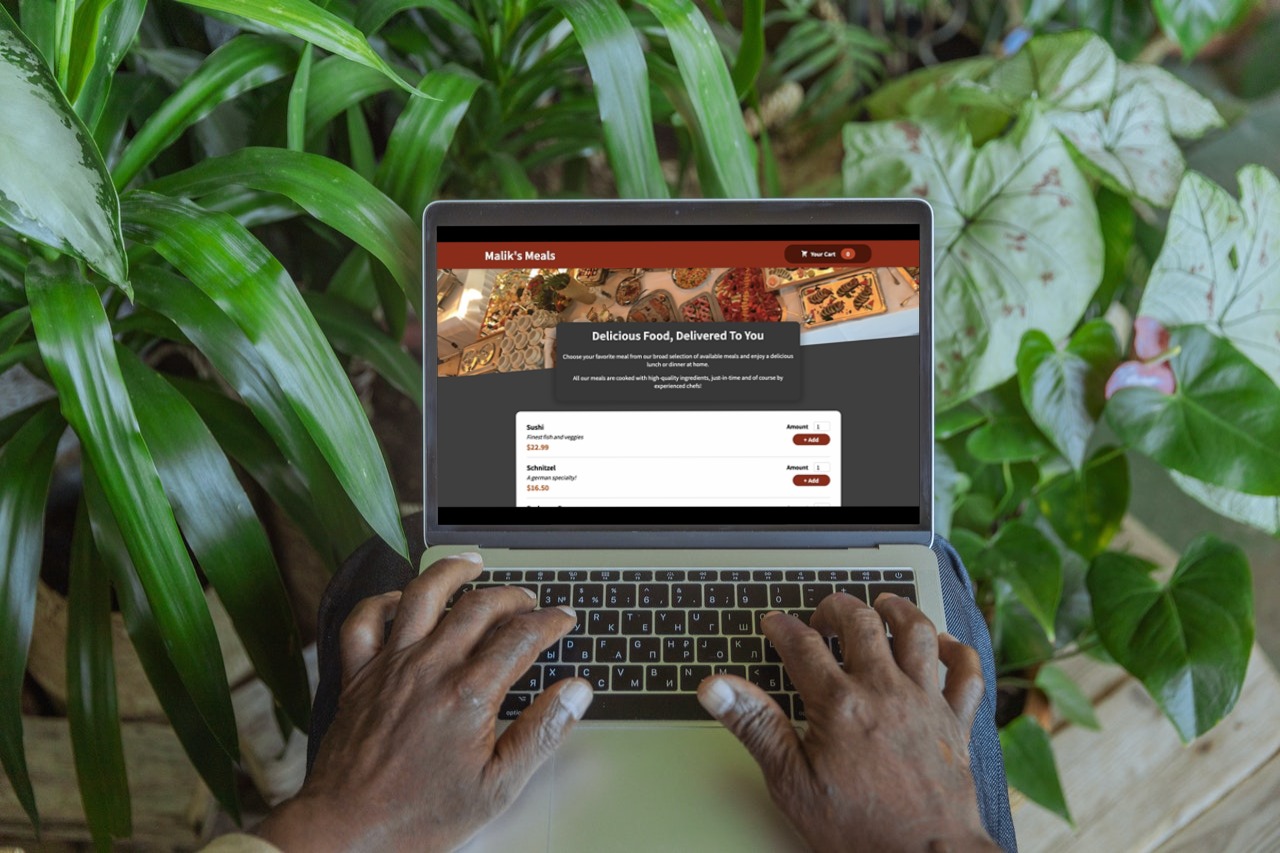 Malik's Meals
Your Cart 0
Delicious Food, Delivered To You
Choose your favorite meal from our broad selection of available meals and enjoy a delicious
lunch or dinner at home.
All our meals are cooked with high-quality ingredients, just-in-time and of course by
experienced chefs!
Sushi
Amount 1
Finest fish and veggies
+ Add
$22.99
Schnitzel
Amount 1
A german specialty!
+ Add
$16.50
option